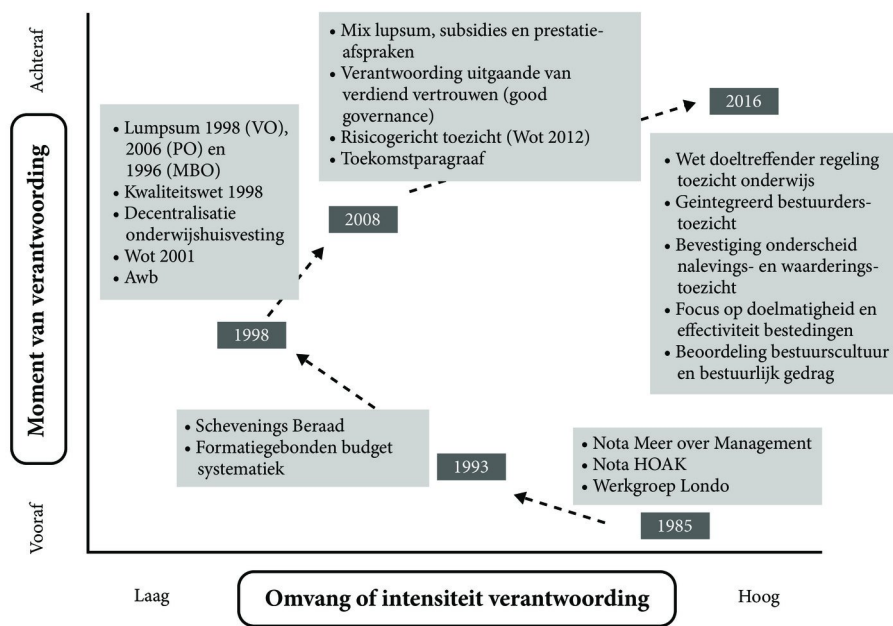 Achteraf
Moment van verantwoording
Vooraf
• Mix lupsum, subsidies en prestatie-
afspraken
• Verantwoording uitgaande van
verdiend vertrouwen (good
governance)
• Risicogericht toezicht (Wot 2012)
• Toekomstparagraaf
2016
• Lumpsum 1998 (VO),
2006 (PO) en
1996 (MBO)
• Kwaliteitswet 1998
• Decentralisatie
onderwijshuisvesting
• Wot 2001
• Awb
2008
• Wet doeltreffender regeling
toezicht onderwijs
• Geintegreerd bestuurders-
toezicht
• Bevestiging onderscheid
nalevings- en waarderings-
toezicht
• Focus op doelmatigheid en
effectiviteit bestedingen
• Beoordeling bestuurscultuur
en bestuurlijk gedrag
1998
• Schevenings Beraad
• Formatiegebonden budget
systematiek
1993
• Nota Meer over Management
• Nota HOAK
• Werkgroep Londo
1985
Laag
Omvang of intensiteit verantwoording
Hoog